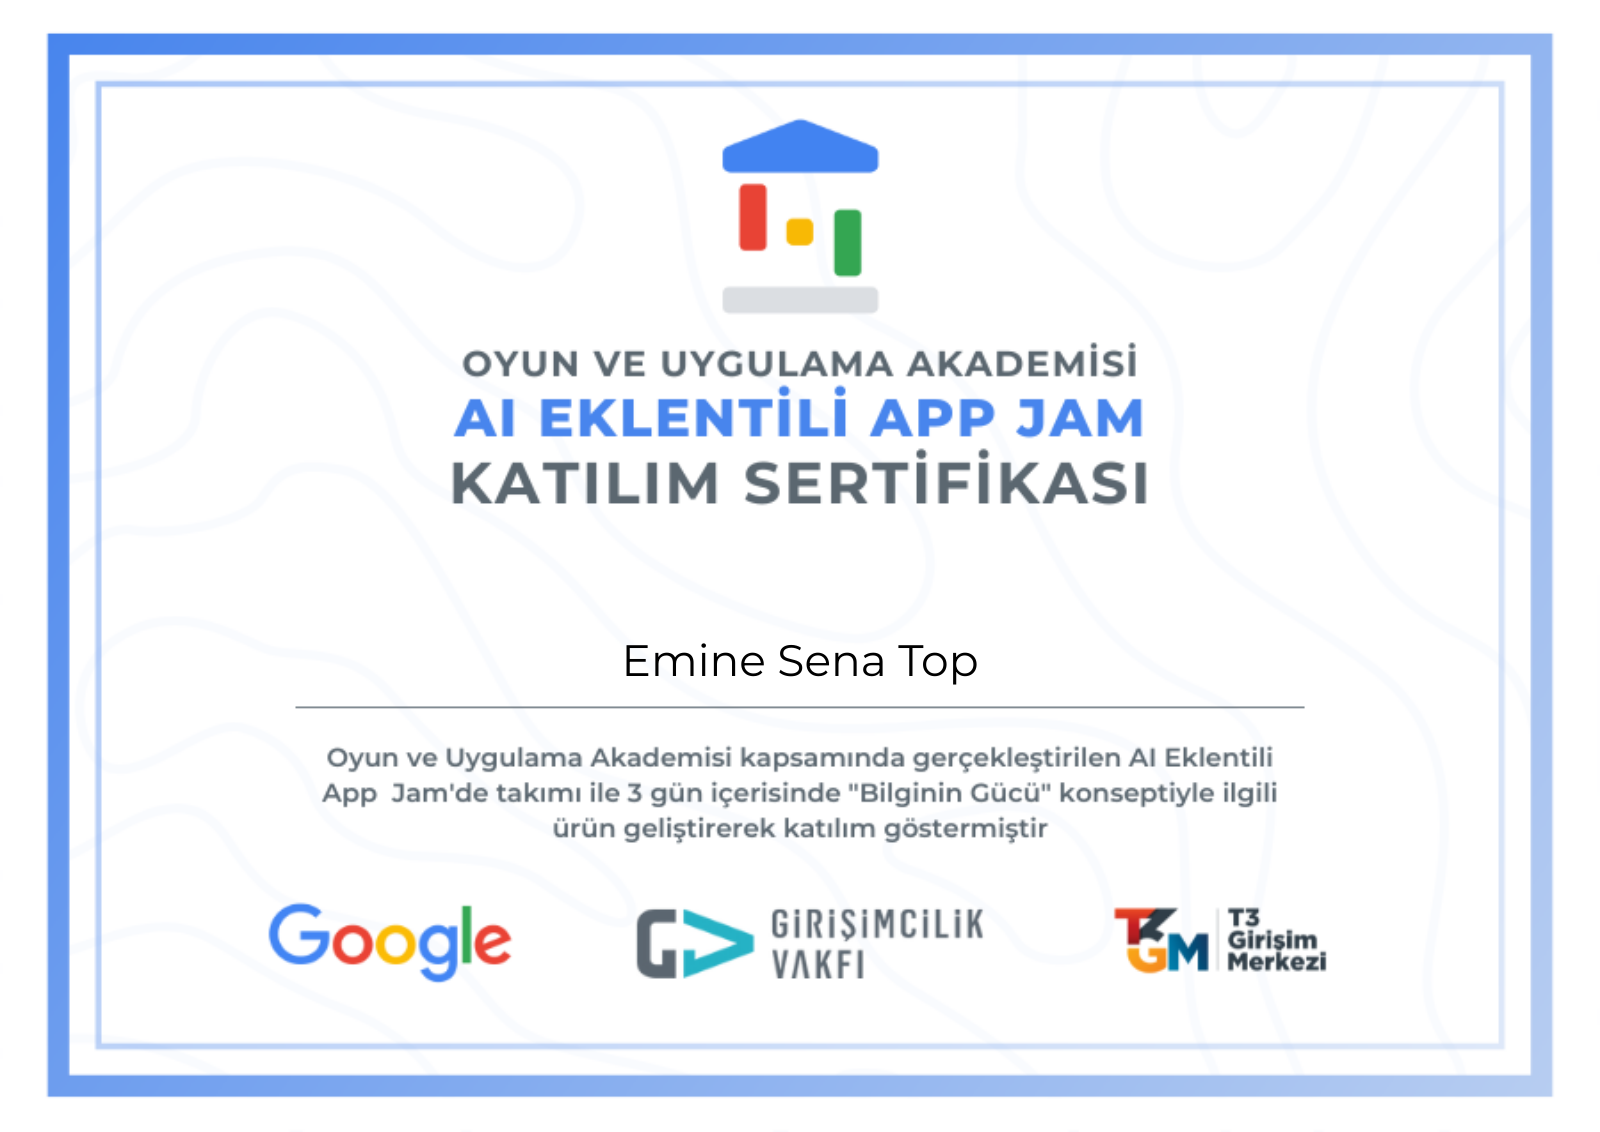 OYUN VE UYGULAMA AKADEMİSİ
AI EKLENTİLİ APP JAM
KATILIM SERTİFİKASI
Emine Sena Top
Oyun ve Uygulama Akademisi kapsamında gerçekleştirilen AI Eklentili
App Jam'de takımı ile 3 gün içerisinde "Bilginin Gücü" konseptiyle ilgili
ürün geliştirerek katılım göstermiştir
Google
GİRİŞİMCİLİK
VAKFI
T3GM
T3
Girişim
Merkezi